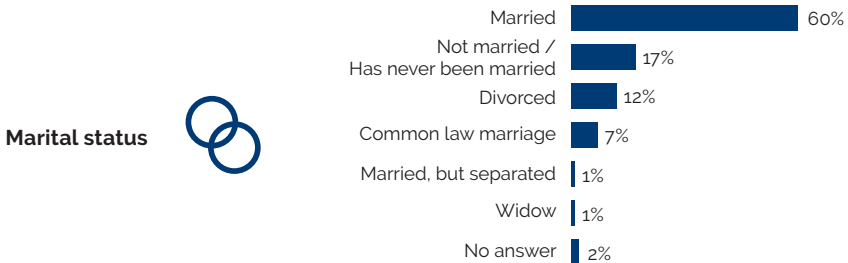 Marital status
Married 60%
Not married /
Has never been married 17%
Divorced 12%
Common law marriage 7%
Married, but separated 1%
Widow 1%
No answer 2%